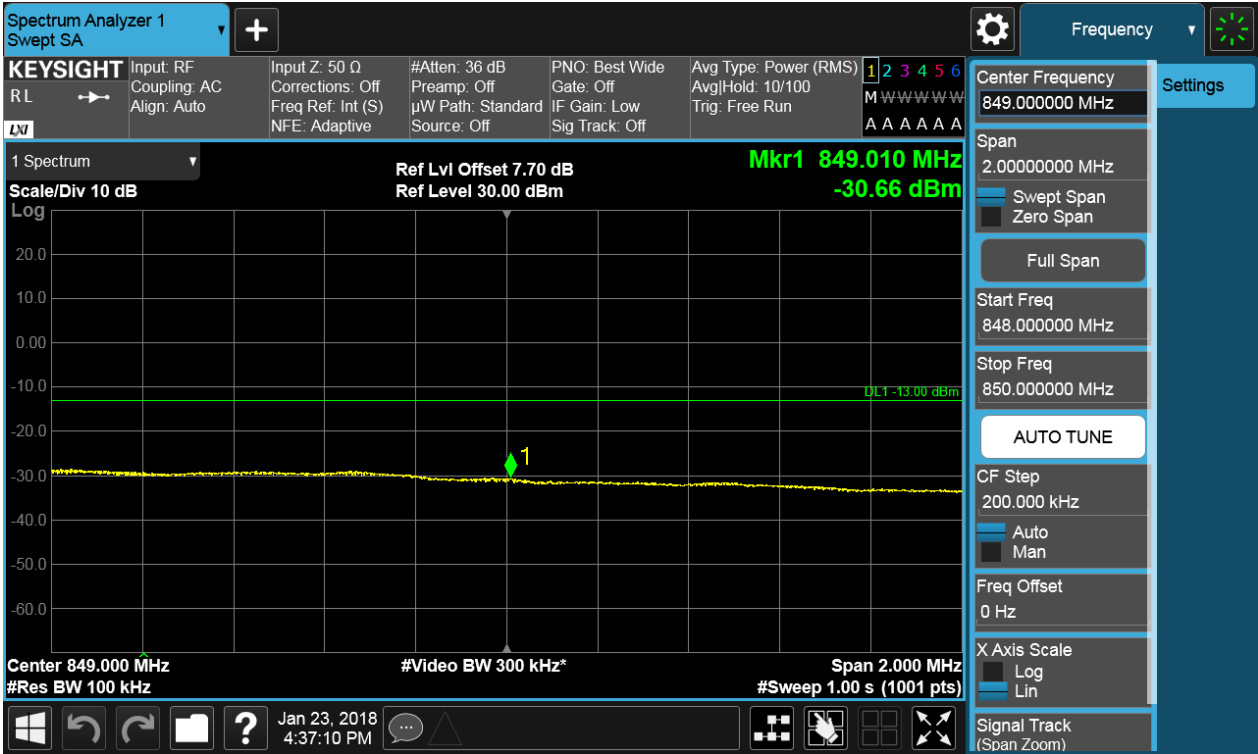 Spectrum Analyzer 1
Swept SA
+
Frequency
KEYSIGHT
R L
LXI
Input: RF
Coupling: AC
Align: Auto
Input Z: 50 Ω
Corrections: Off
Freq Ref: Int (S)
NFE: Adaptive
#Atten: 36 dB
Preamp: Off
µW Path: Standard
Source: Off
PNO: Best Wide
Gate: Off
IF Gain: Low
Sig Track: Off
Avg Type: Power (RMS)
Avg|Hold: 10/100
Trig: Free Run
1 2 3 4 5 6
M W W W W W
A A A A A A
1 Spectrum
Scale/Div 10 dB
Log
Ref Lvl Offset 7.70 dB
Ref Level 30.00 dBm
Mkr1 849.010 MHz
-30.66 dBm
20.0
10.0
0.00
-10.0
DL1 -13.00 dBm
-20.0
1
-30.0
-40.0
-50.0
-60.0
Center 849.000 MHz
#Res BW 100 kHz
#Video BW 300 kHz*
Span 2.000 MHz
#Sweep 1.00 s (1001 pts)
Center Frequency
849.000000 MHz
Settings
Span
2.00000000 MHz
Swept Span
Zero Span
Full Span
Start Freq
848.000000 MHz
Stop Freq
850.000000 MHz
AUTO TUNE
CF Step
200.000 kHz
Auto
Man
Freq Offset
0 Hz
X Axis Scale
Log
Lin
Signal Track
(Span Zoom)
?
Jan 23, 2018
4:37:10 PM